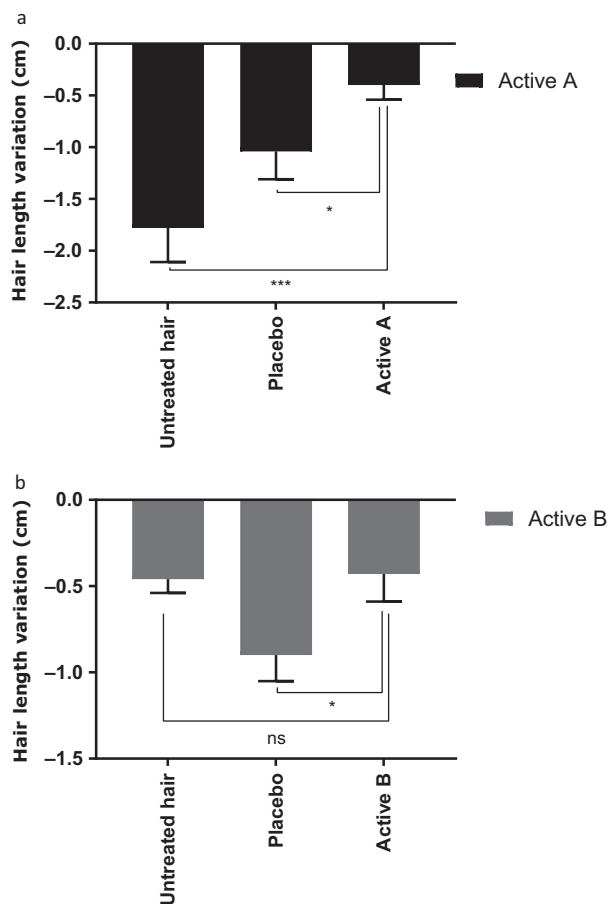 a
0.0
−0.5
−1.0
−1.5
−2.0
−2.5
Hair length variation (cm)
Active A
*
***
Untreated hair
Placebo
Active A
b
0.0
−0.5
−1.0
−1.5
Hair length variation (cm)
Active B
*
ns
Untreated hair
Placebo
Active B